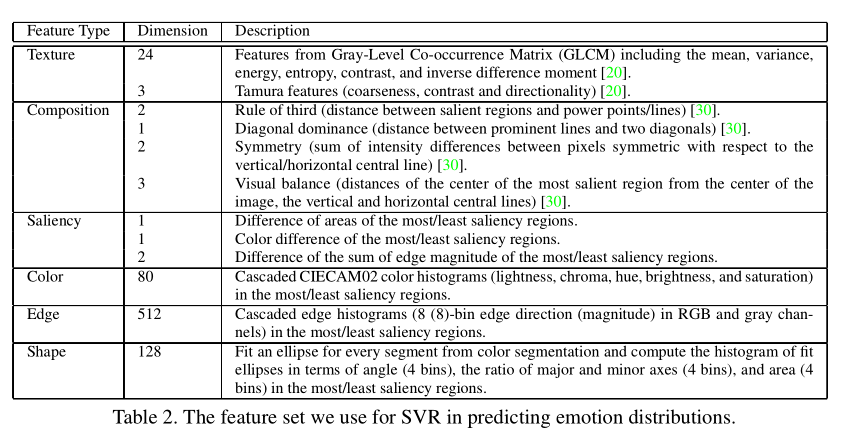 Feature Type Dimension Description
Texture 24 Features from Gray-Level Co-occurrence Matrix (GLCM) including the mean, variance,
energy, entropy, contrast, and inverse difference moment [20].
3 Tamura features (coarseness, contrast and directionality) [20].
Composition 2 Rule of third (distance between salient regions and power points/lines) [30].
1 Diagonal dominance (distance between prominent lines and two diagonals) [30].
2 Symmetry (sum of intensity differences between pixels symmetric with respect to the
vertical/horizontal central line) [30].
3 Visual balance (distances of the center of the most salient region from the center of the
image, the vertical and horizontal central lines) [30].
Saliency 1 Difference of areas of the most/least saliency regions.
1 Color difference of the most/least saliency regions.
2 Difference of the sum of edge magnitude of the most/least saliency regions.
Color 80 Cascaded CIECAM02 color histograms (lightness, chroma, hue, brightness, and saturation)
in the most/least saliency regions.
Edge 512 Cascaded edge histograms (8 (8)-bin edge direction (magnitude) in RGB and gray chan-
nels) in the most/least saliency regions.
Shape 128 Fit an ellipse for every segment from color segmentation and compute the histogram of fit
ellipses in terms of angle (4 bins), the ratio of major and minor axes (4 bins), and area (4
bins) in the most/least saliency regions.
Table 2. The feature set we use for SVR in predicting emotion distributions.